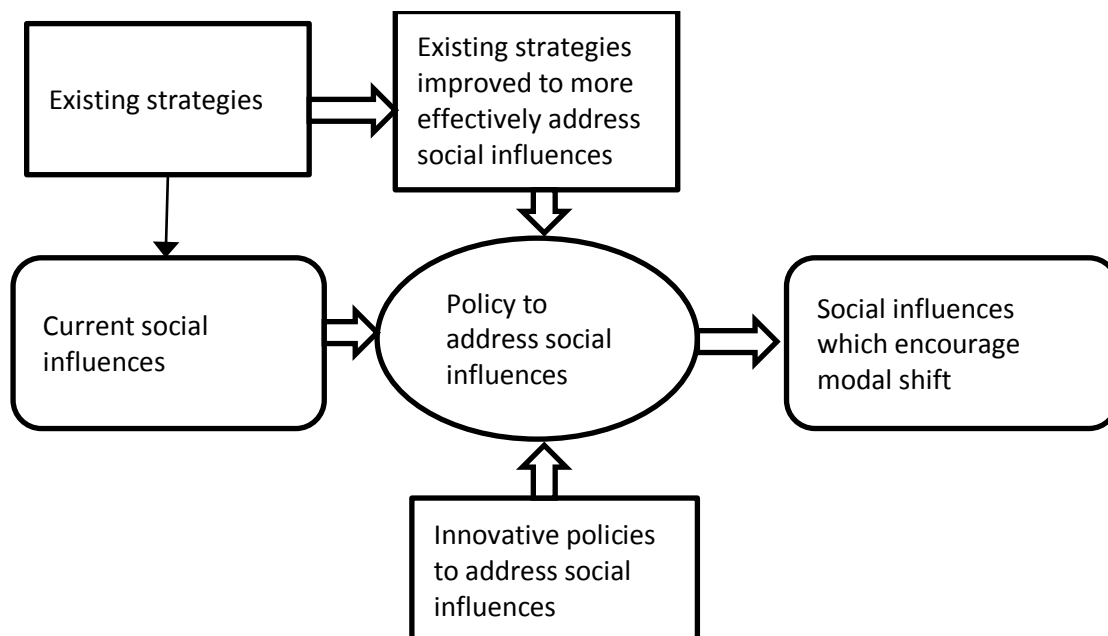 Existing strategies
Existing strategies
improved to more
effectively address
social influences
Current social
influences
Policy to
address social
influences
Social influences
which encourage
modal shift
Innovative policies
to address social
influences